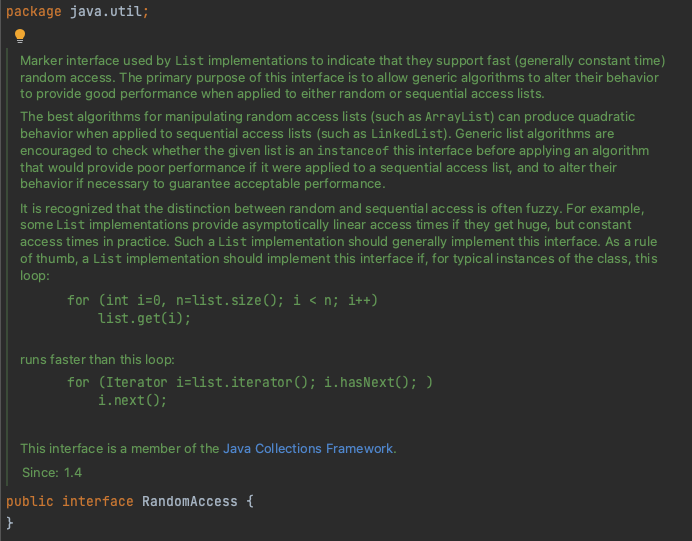 package java.util;
Marker interface used by List implementations to indicate that they support fast (generally constant time)
random access. The primary purpose of this interface is to allow generic algorithms to alter their behavior
to provide good performance when applied to either random or sequential access lists.
The best algorithms for manipulating random access lists (such as ArrayList) can produce quadratic
behavior when applied to sequential access lists (such as LinkedList). Generic list algorithms are
encouraged to check whether the given list is an instanceof this interface before applying an algorithm
that would provide poor performance if it were applied to a sequential access list, and to alter their
behavior if necessary to guarantee acceptable performance.
It is recognized that the distinction between random and sequential access is often fuzzy. For example,
some List implementations provide asymptotically linear access times if they get huge, but constant
access times in practice. Such a List implementation should generally implement this interface. As a rule
of thumb, a List implementation should implement this interface if, for typical instances of the class, this
loop:
for (int i=0, n=list.size(); i < n; i++)
list.get(i);
runs faster than this loop:
for (Iterator i=list.iterator(); i.hasNext(); )
i.next();
This interface is a member of the Java Collections Framework.
Since: 1.4
public interface RandomAccess {
}